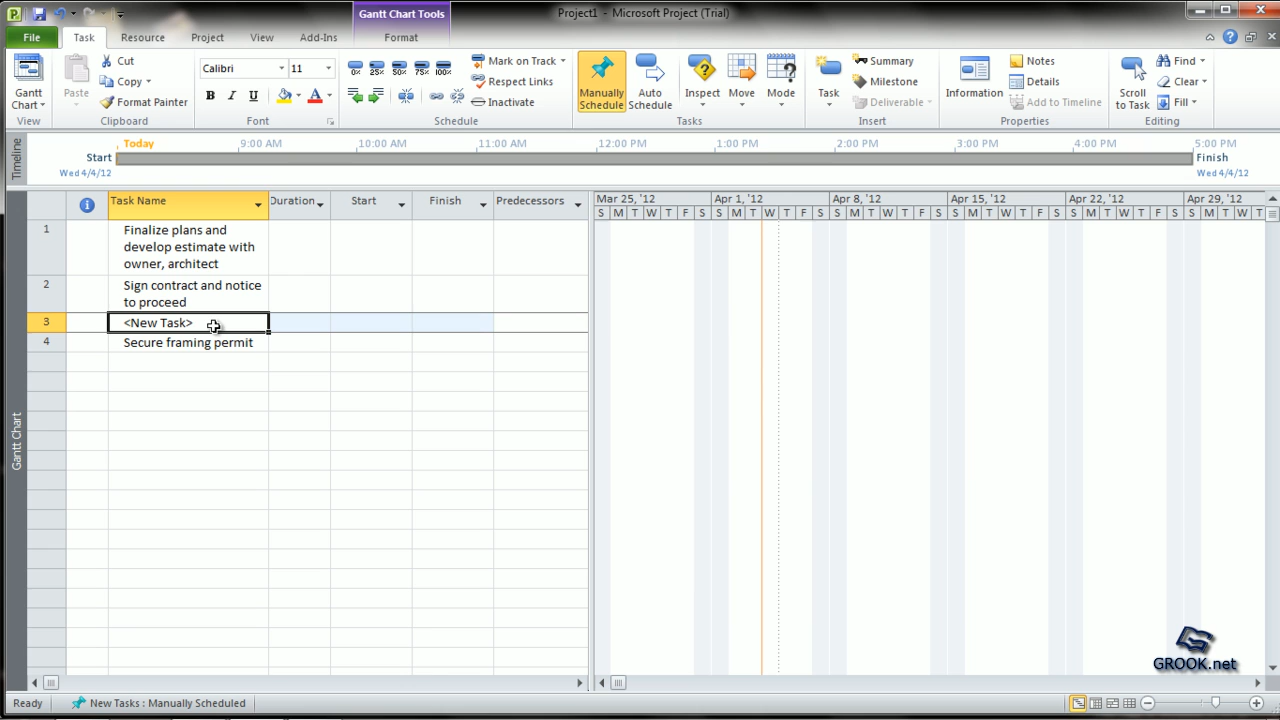 Project1 - Microsoft Project (Trial)
Gantt Chart Tools
File Task Resource Project View Add-Ins Format
Gantt Chart
View
Paste
Cut
Copy
Format Painter
Clipboard
Calibri 11
B I U A
Font
0% 25% 50% 75% 100%
Mark on Track
Respect Links
Inactivate
Schedule
Manually Schedule
Auto Schedule
Inspect
Move
Mode
Tasks
Task
Summary
Milestone
Deliverable
Insert
Information
Notes
Details
Add to Timeline
Properties
Scroll to Task
Find
Clear
Fill
Editing
Timeline
Today 9:00 AM 10:00 AM 11:00 AM 12:00 PM 1:00 PM 2:00 PM 3:00 PM 4:00 PM 5:00 PM
Start Finish
Wed 4/4/12 Wed 4/4/12
Task Name Duration Start Finish Predecessors
Mar 25, '12 Apr 1, '12 Apr 8, '12 Apr 15, '12 Apr 22, '12 Apr 29, '12
S M T W T F S S M T W T F S S M T W T F S S M T W T F S S M T W T F S S M T W T
1 Finalize plans and
develop estimate with
owner, architect
2 Sign contract and notice
to proceed
3 <New Task>
4 Secure framing permit
Gantt Chart
GROOK.net
Ready New Tasks : Manually Scheduled